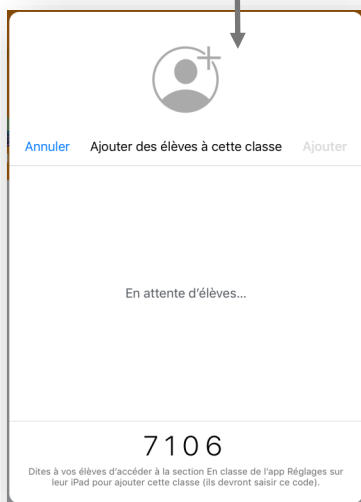 Annuler Ajouter des élèves à cette classe Ajouter
En attente d'élèves...
7106
Dites à vos élèves d'accéder à la section En classe de l'app Réglages sur
leur iPad pour ajouter cette classe (ils devront saisir ce code).